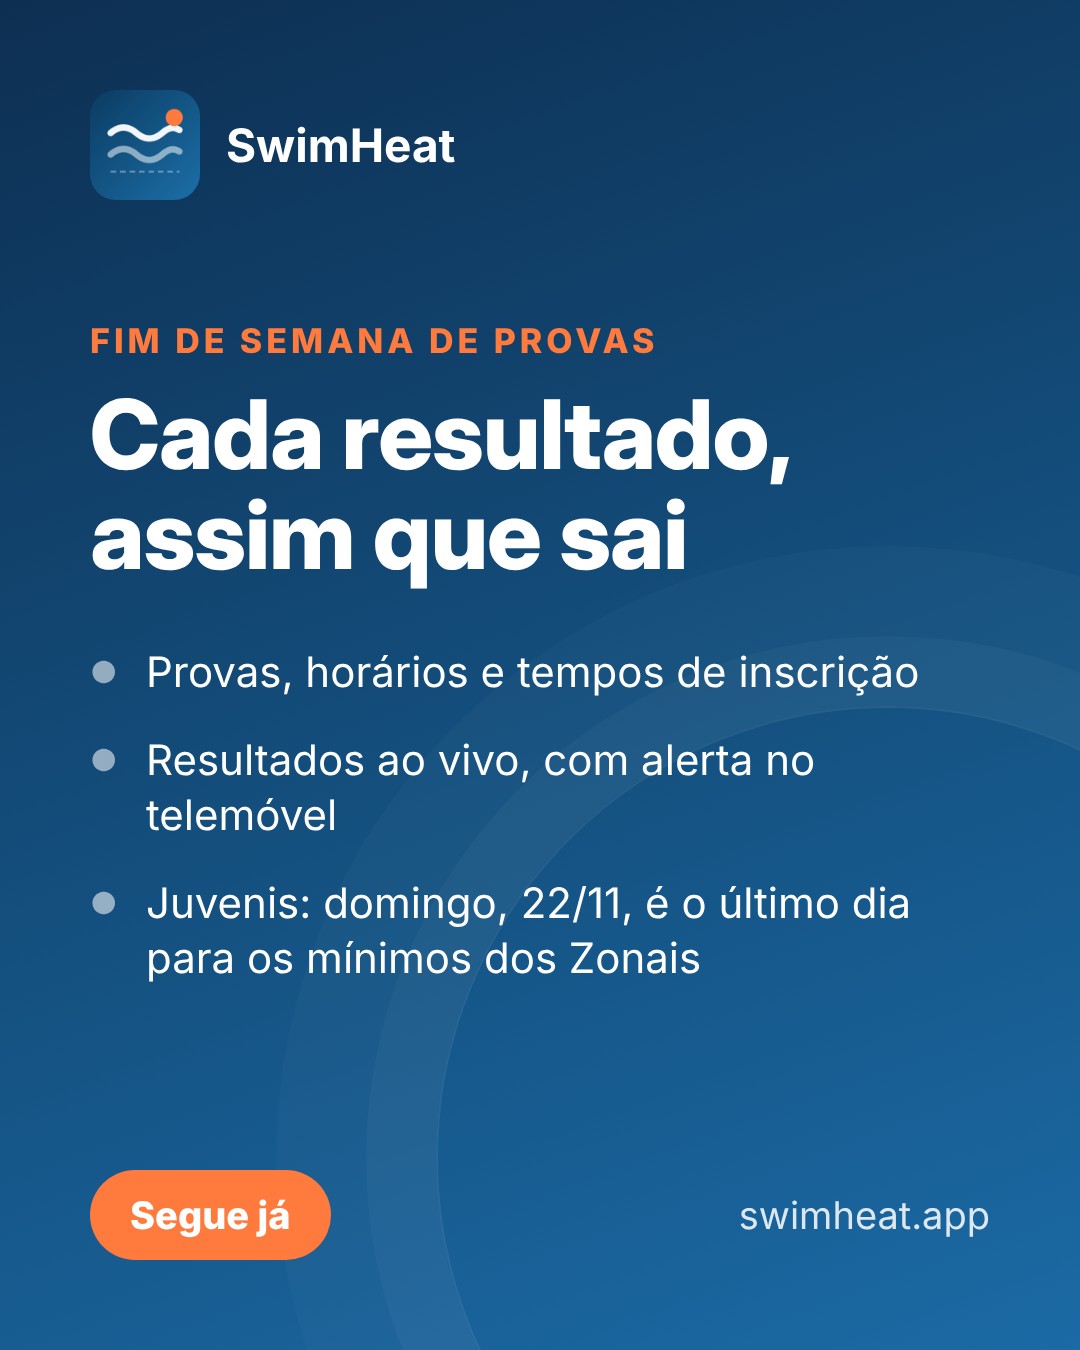 SwimHeat
FIM DE SEMANA DE PROVAS
Cada resultado,
assim que sai
Provas, horários e tempos de inscrição
Resultados ao vivo, com alerta no
telemóvel
Juvenis: domingo, 22/11, é o último dia
para os mínimos dos Zonais
Segue já
swimheat.app